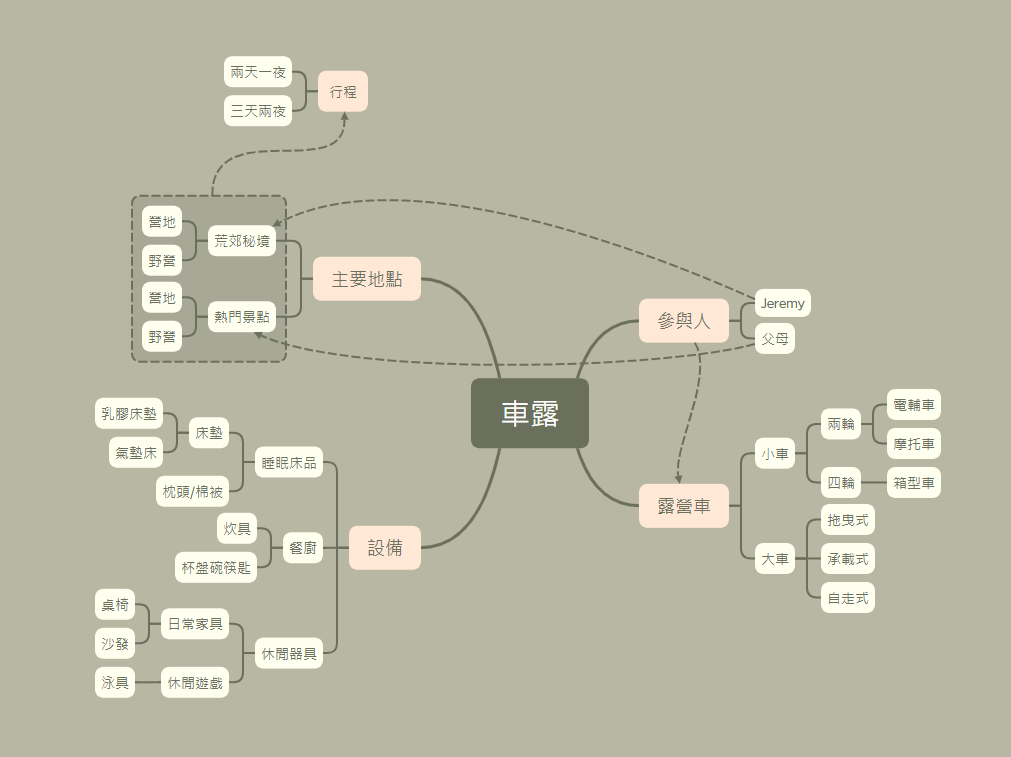 車露
參與人
Jeremy
父母
露營車
小車
兩輪
電輔車
摩托車
四輪
箱型車
大車
拖曳式
承載式
自走式
行程
兩天一夜
三天兩夜
主要地點
荒郊秘境
營地
野營
熱門景點
營地
野營
設備
睡眠床品
床墊
乳膠床墊
氣墊床
枕頭/棉被
餐廚
炊具
杯盤碗筷匙
休閒器具
日常家具
桌椅
沙發
休閒遊戲
泳具